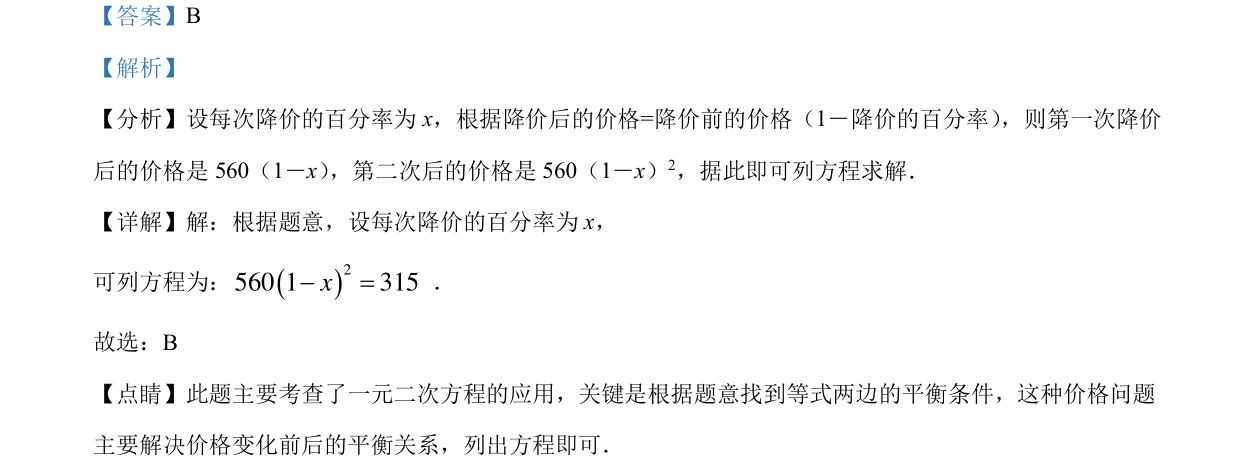 【答案】B
【解析】
【分析】设每次降价的百分率为 x，根据降价后的价格=降价前的价格（1－降价的百分率），则第一次降价
后的价格是 560（1－x），第二次后的价格是 560（1－x）²，据此即可列方程求解．
【详解】解：根据题意，设每次降价的百分率为 x，
可列方程为：560(1−x)²=315 ．
故选：B
【点睛】此题主要考查了一元二次方程的应用，关键是根据题意找到等式两边的平衡条件，这种价格问题
主要解决价格变化前后的平衡关系，列出方程即可．